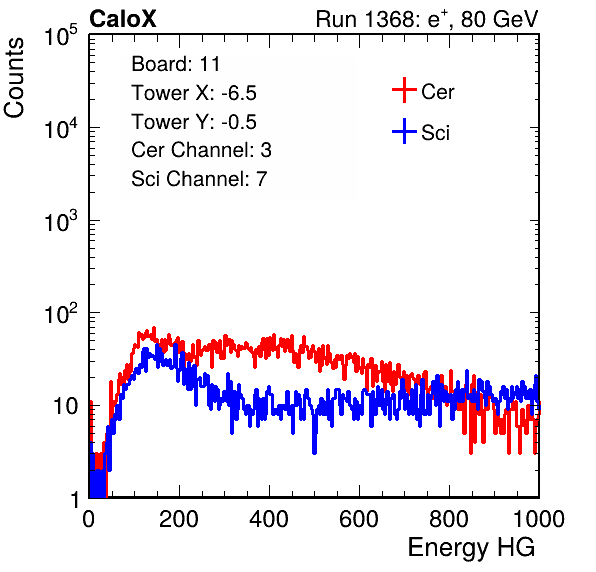 CaloX Run 1368: e⁺, 80 GeV
Counts
10⁵
10⁴
10³
10²
10
1
Board: 11
Tower X: -6.5
Tower Y: -0.5
Cer Channel: 3
Sci Channel: 7
Cer
Sci
0 200 400 600 800 1000
Energy HG